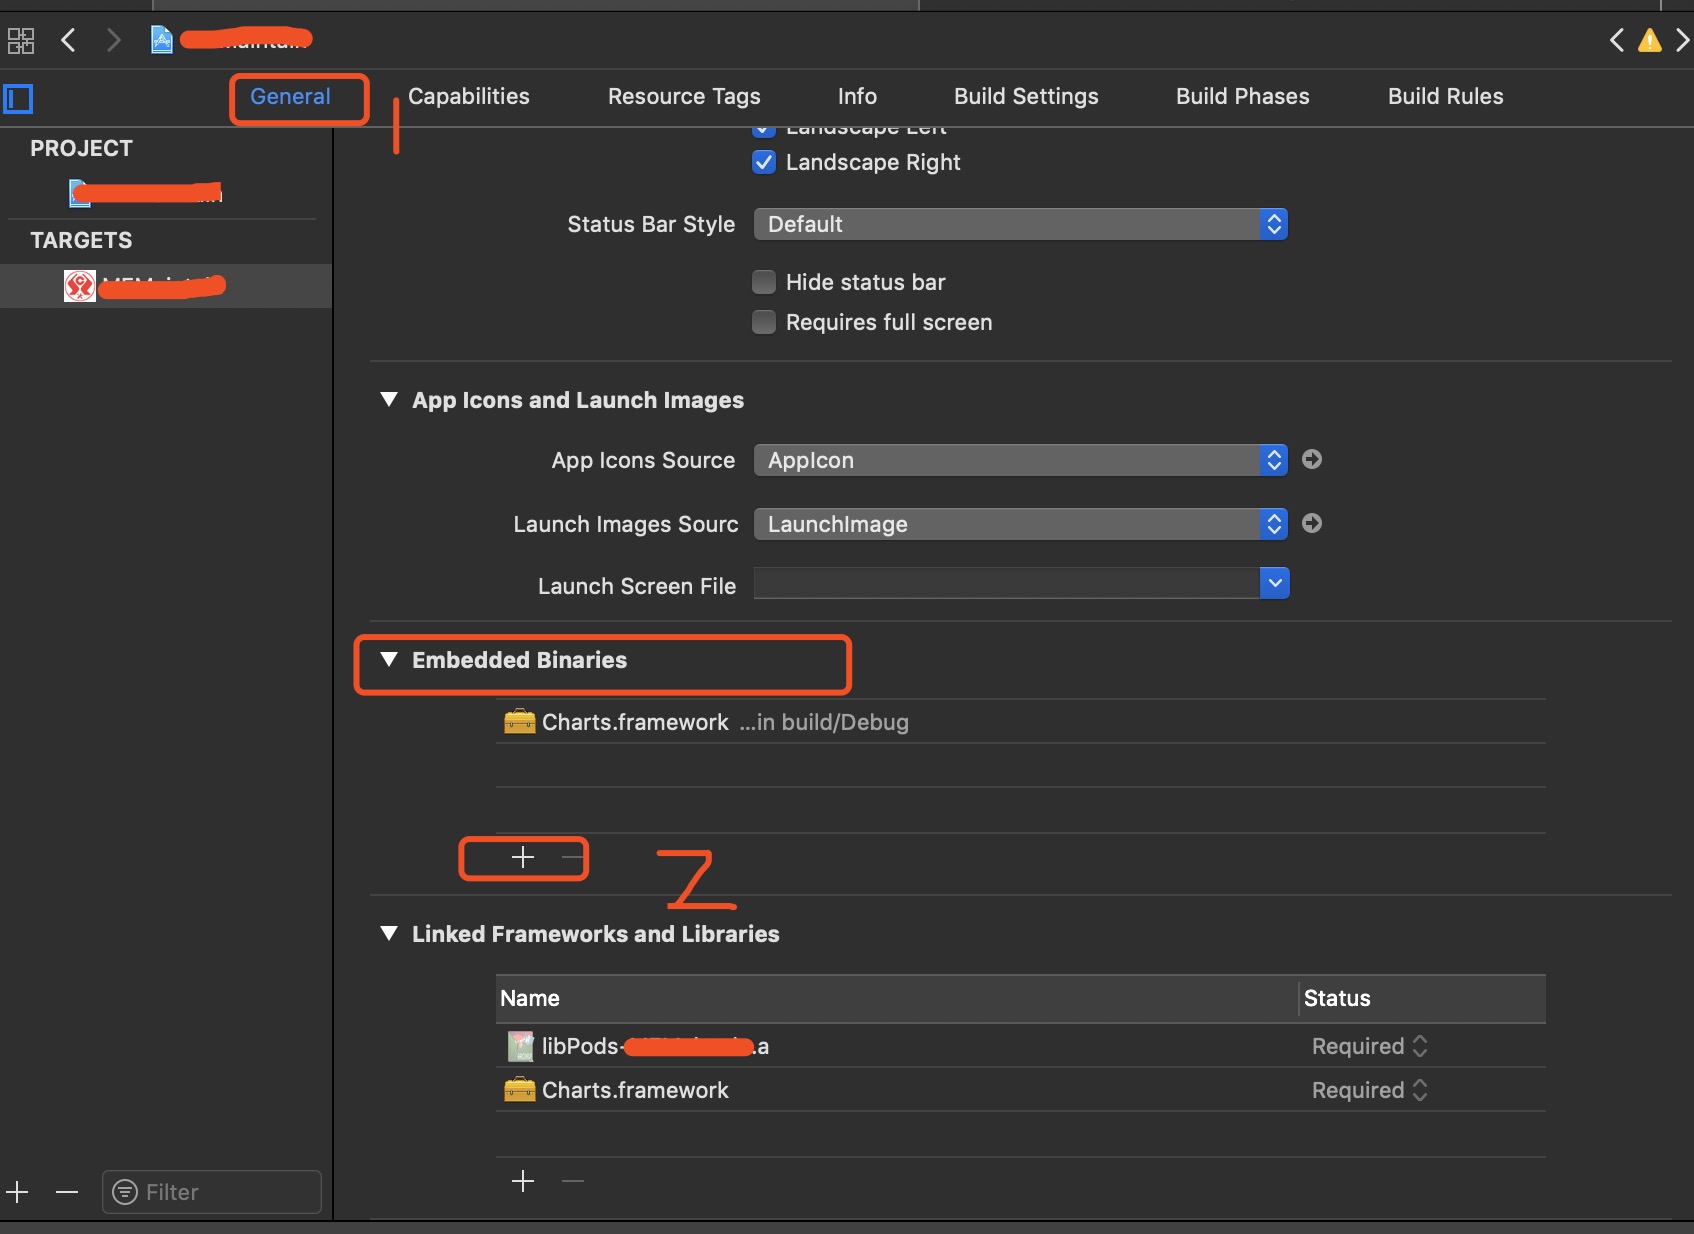 General Capabilities Resource Tags Info Build Settings Build Phases Build Rules
1
PROJECT
TARGETS
Landscape Left
Landscape Right
Status Bar Style Default
Hide status bar
Requires full screen
App Icons and Launch Images
App Icons Source AppIcon
Launch Images Sourc LaunchImage
Launch Screen File
Embedded Binaries
Charts.framework ...in build/Debug
2
Linked Frameworks and Libraries
Name Status
libPods- .a Required
Charts.framework Required
Filter